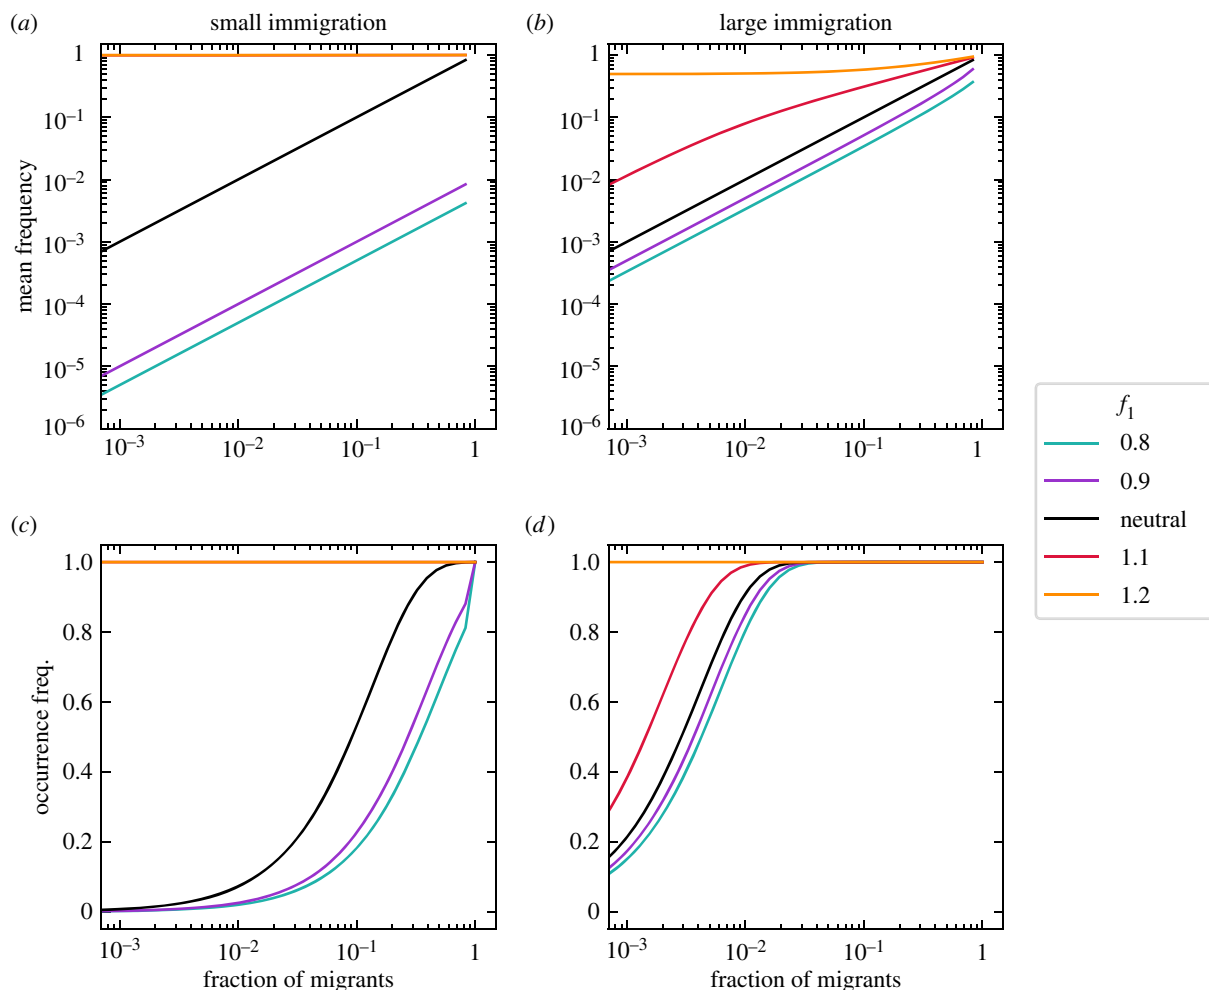 (a) small immigration
(b) large immigration
mean frequency
1
10⁻¹
10⁻²
10⁻³
10⁻⁴
10⁻⁵
10⁻⁶
10⁻³ 10⁻² 10⁻¹ 1
1
10⁻¹
10⁻²
10⁻³
10⁻⁴
10⁻⁵
10⁻⁶
10⁻³ 10⁻² 10⁻¹ 1
f₁
0.8
0.9
neutral
1.1
1.2
(c)
occurrence freq.
1.0
0.8
0.6
0.4
0.2
0
10⁻³ 10⁻² 10⁻¹ 1
fraction of migrants
(d)
1.0
0.8
0.6
0.4
0.2
0
10⁻³ 10⁻² 10⁻¹ 1
fraction of migrants